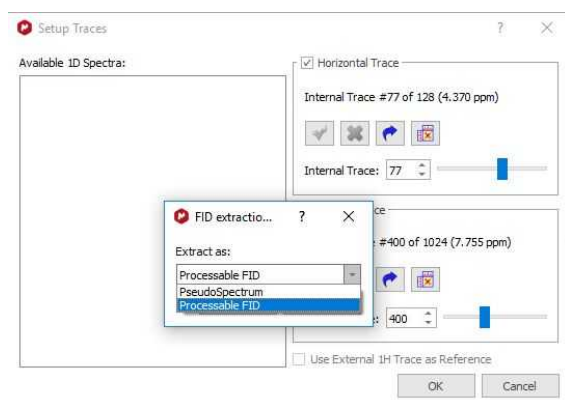 Setup Traces
Available 1D Spectra:
Horizontal Trace
Internal Trace #77 of 128 (4.370 ppm)
Internal Trace: 77
FID extractio...
Extract as:
Processable FID
PseudoSpectrum
Processable FID
ce
#400 of 1024 (7.755 ppm)
: 400
Use External 1H Trace as Reference
OK
Cancel